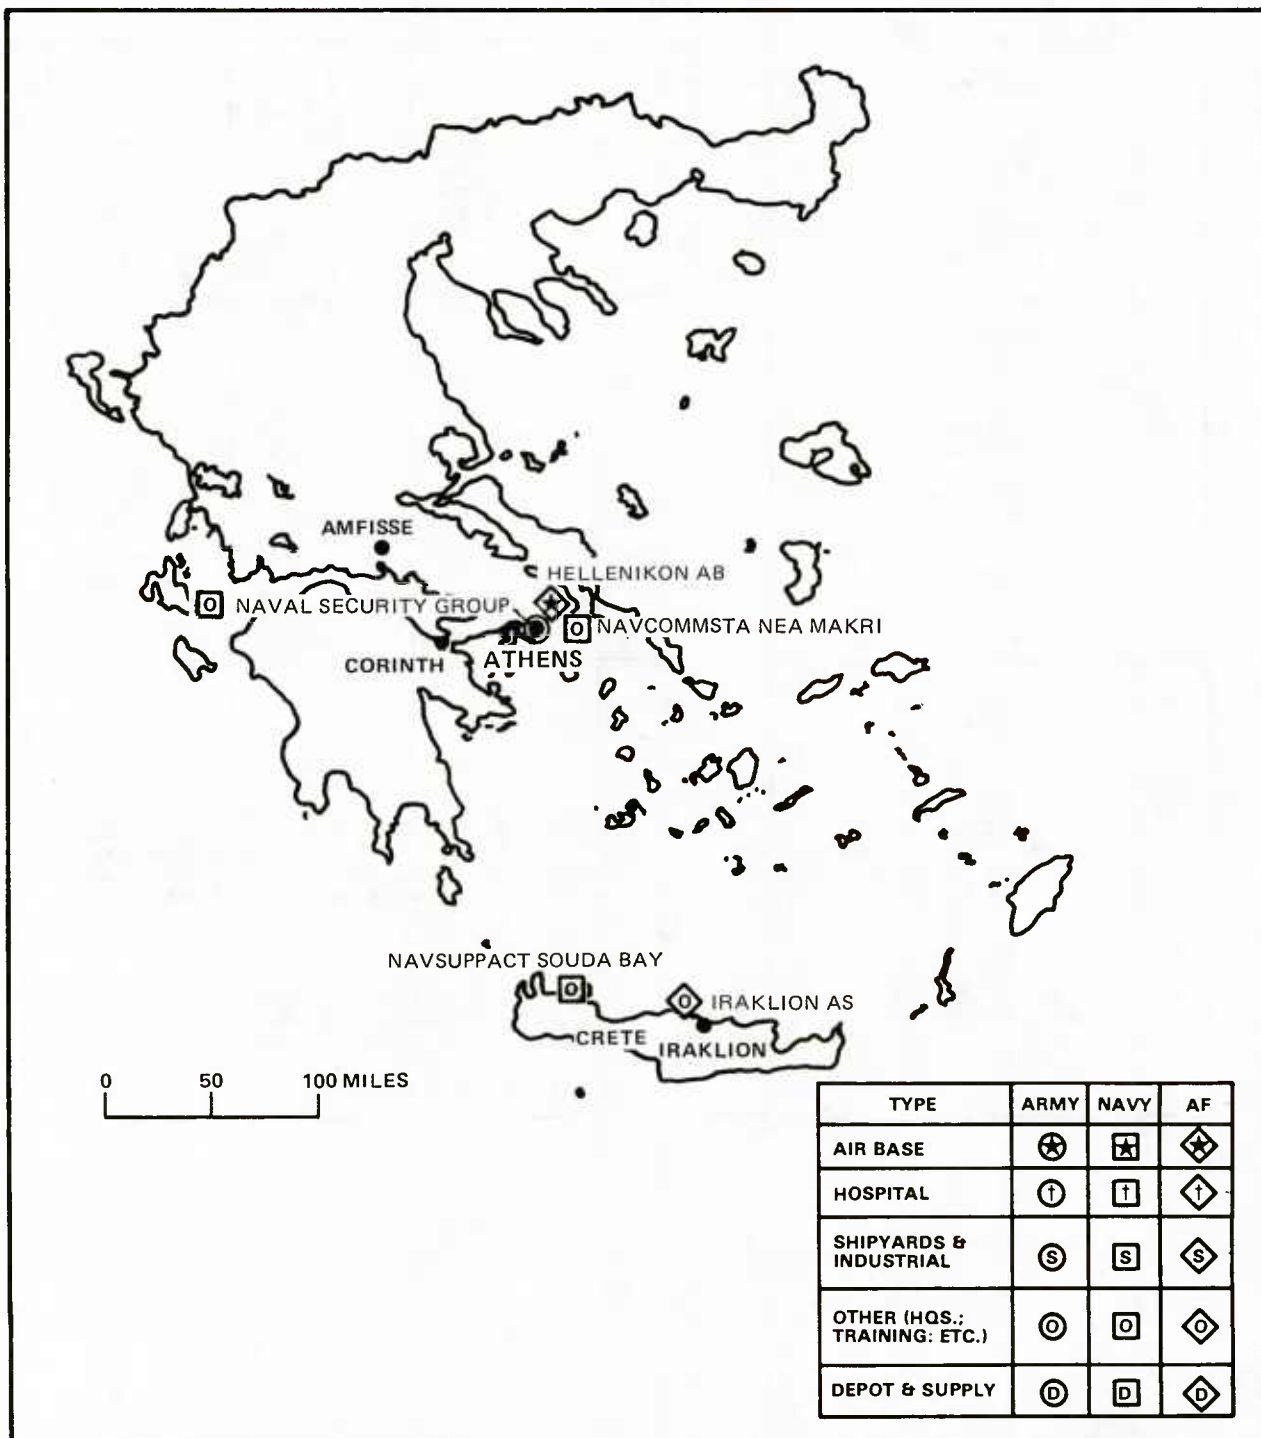 AMFISSE
HELLENIKON AB
O NAVAL SECURITY GROUP
O NAVCOMMSTA NEA MAKRI
CORINTH
ATHENS
NAVSUPPACT SOUDA BAY
O
O IRAKLION AS
CRETE
IRAKLION
0 50 100 MILES
TYPE ARMY NAVY AF
AIR BASE
HOSPITAL
SHIPYARDS &
INDUSTRIAL S S S
OTHER (HQS.;
TRAINING: ETC.) O O O
DEPOT & SUPPLY D D D